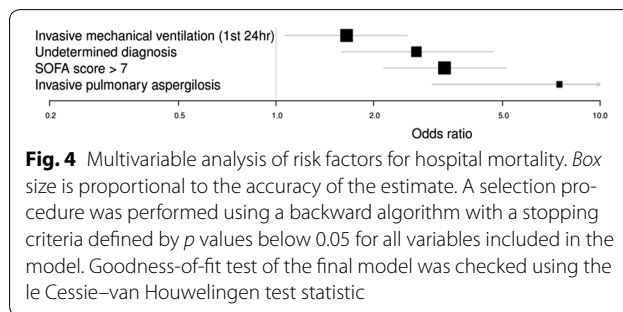 Invasive mechanical ventilation (1st 24hr)
Undetermined diagnosis
SOFA score > 7
Invasive pulmonary aspergilosis
0.2 0.5 1.0 2.0 5.0 10.0
Odds ratio
Fig. 4 Multivariable analysis of risk factors for hospital mortality. Box
size is proportional to the accuracy of the estimate. A selection pro-
cedure was performed using a backward algorithm with a stopping
criteria defined by p values below 0.05 for all variables included in the
model. Goodness-of-fit test of the final model was checked using the
le Cessie–van Houwelingen test statistic